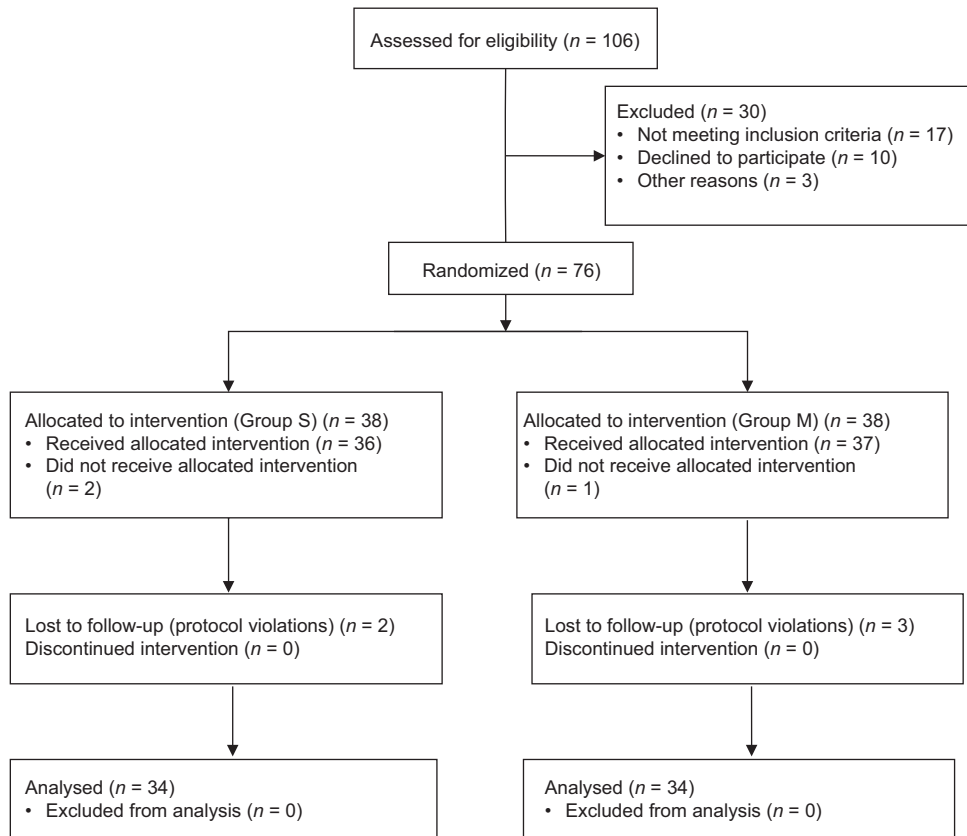 Assessed for eligibility (n = 106)
Excluded (n = 30)
• Not meeting inclusion criteria (n = 17)
• Declined to participate (n = 10)
• Other reasons (n = 3)
Randomized (n = 76)
Allocated to intervention (Group S) (n = 38)
• Received allocated intervention (n = 36)
• Did not receive allocated intervention
(n = 2)
Allocated to intervention (Group M) (n = 38)
• Received allocated intervention (n = 37)
• Did not receive allocated intervention
(n = 1)
Lost to follow-up (protocol violations) (n = 2)
Discontinued intervention (n = 0)
Lost to follow-up (protocol violations) (n = 3)
Discontinued intervention (n = 0)
Analysed (n = 34)
• Excluded from analysis (n = 0)
Analysed (n = 34)
• Excluded from analysis (n = 0)